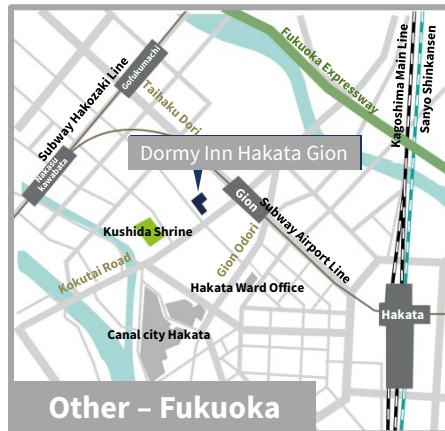 Fukuoka Expressway
Kagoshima Main Line
Sanyo Shinkansen
Gofukumachi
Subway Hakozaki Line
Taihaku Dori
Nakasu
kawabata
Dormy Inn Hakata Gion
Gion
Subway Airport Line
Kushida Shrine
Gion Odori
Kokutai Road
Hakata Ward Office
Hakata
Canal city Hakata
Other – Fukuoka